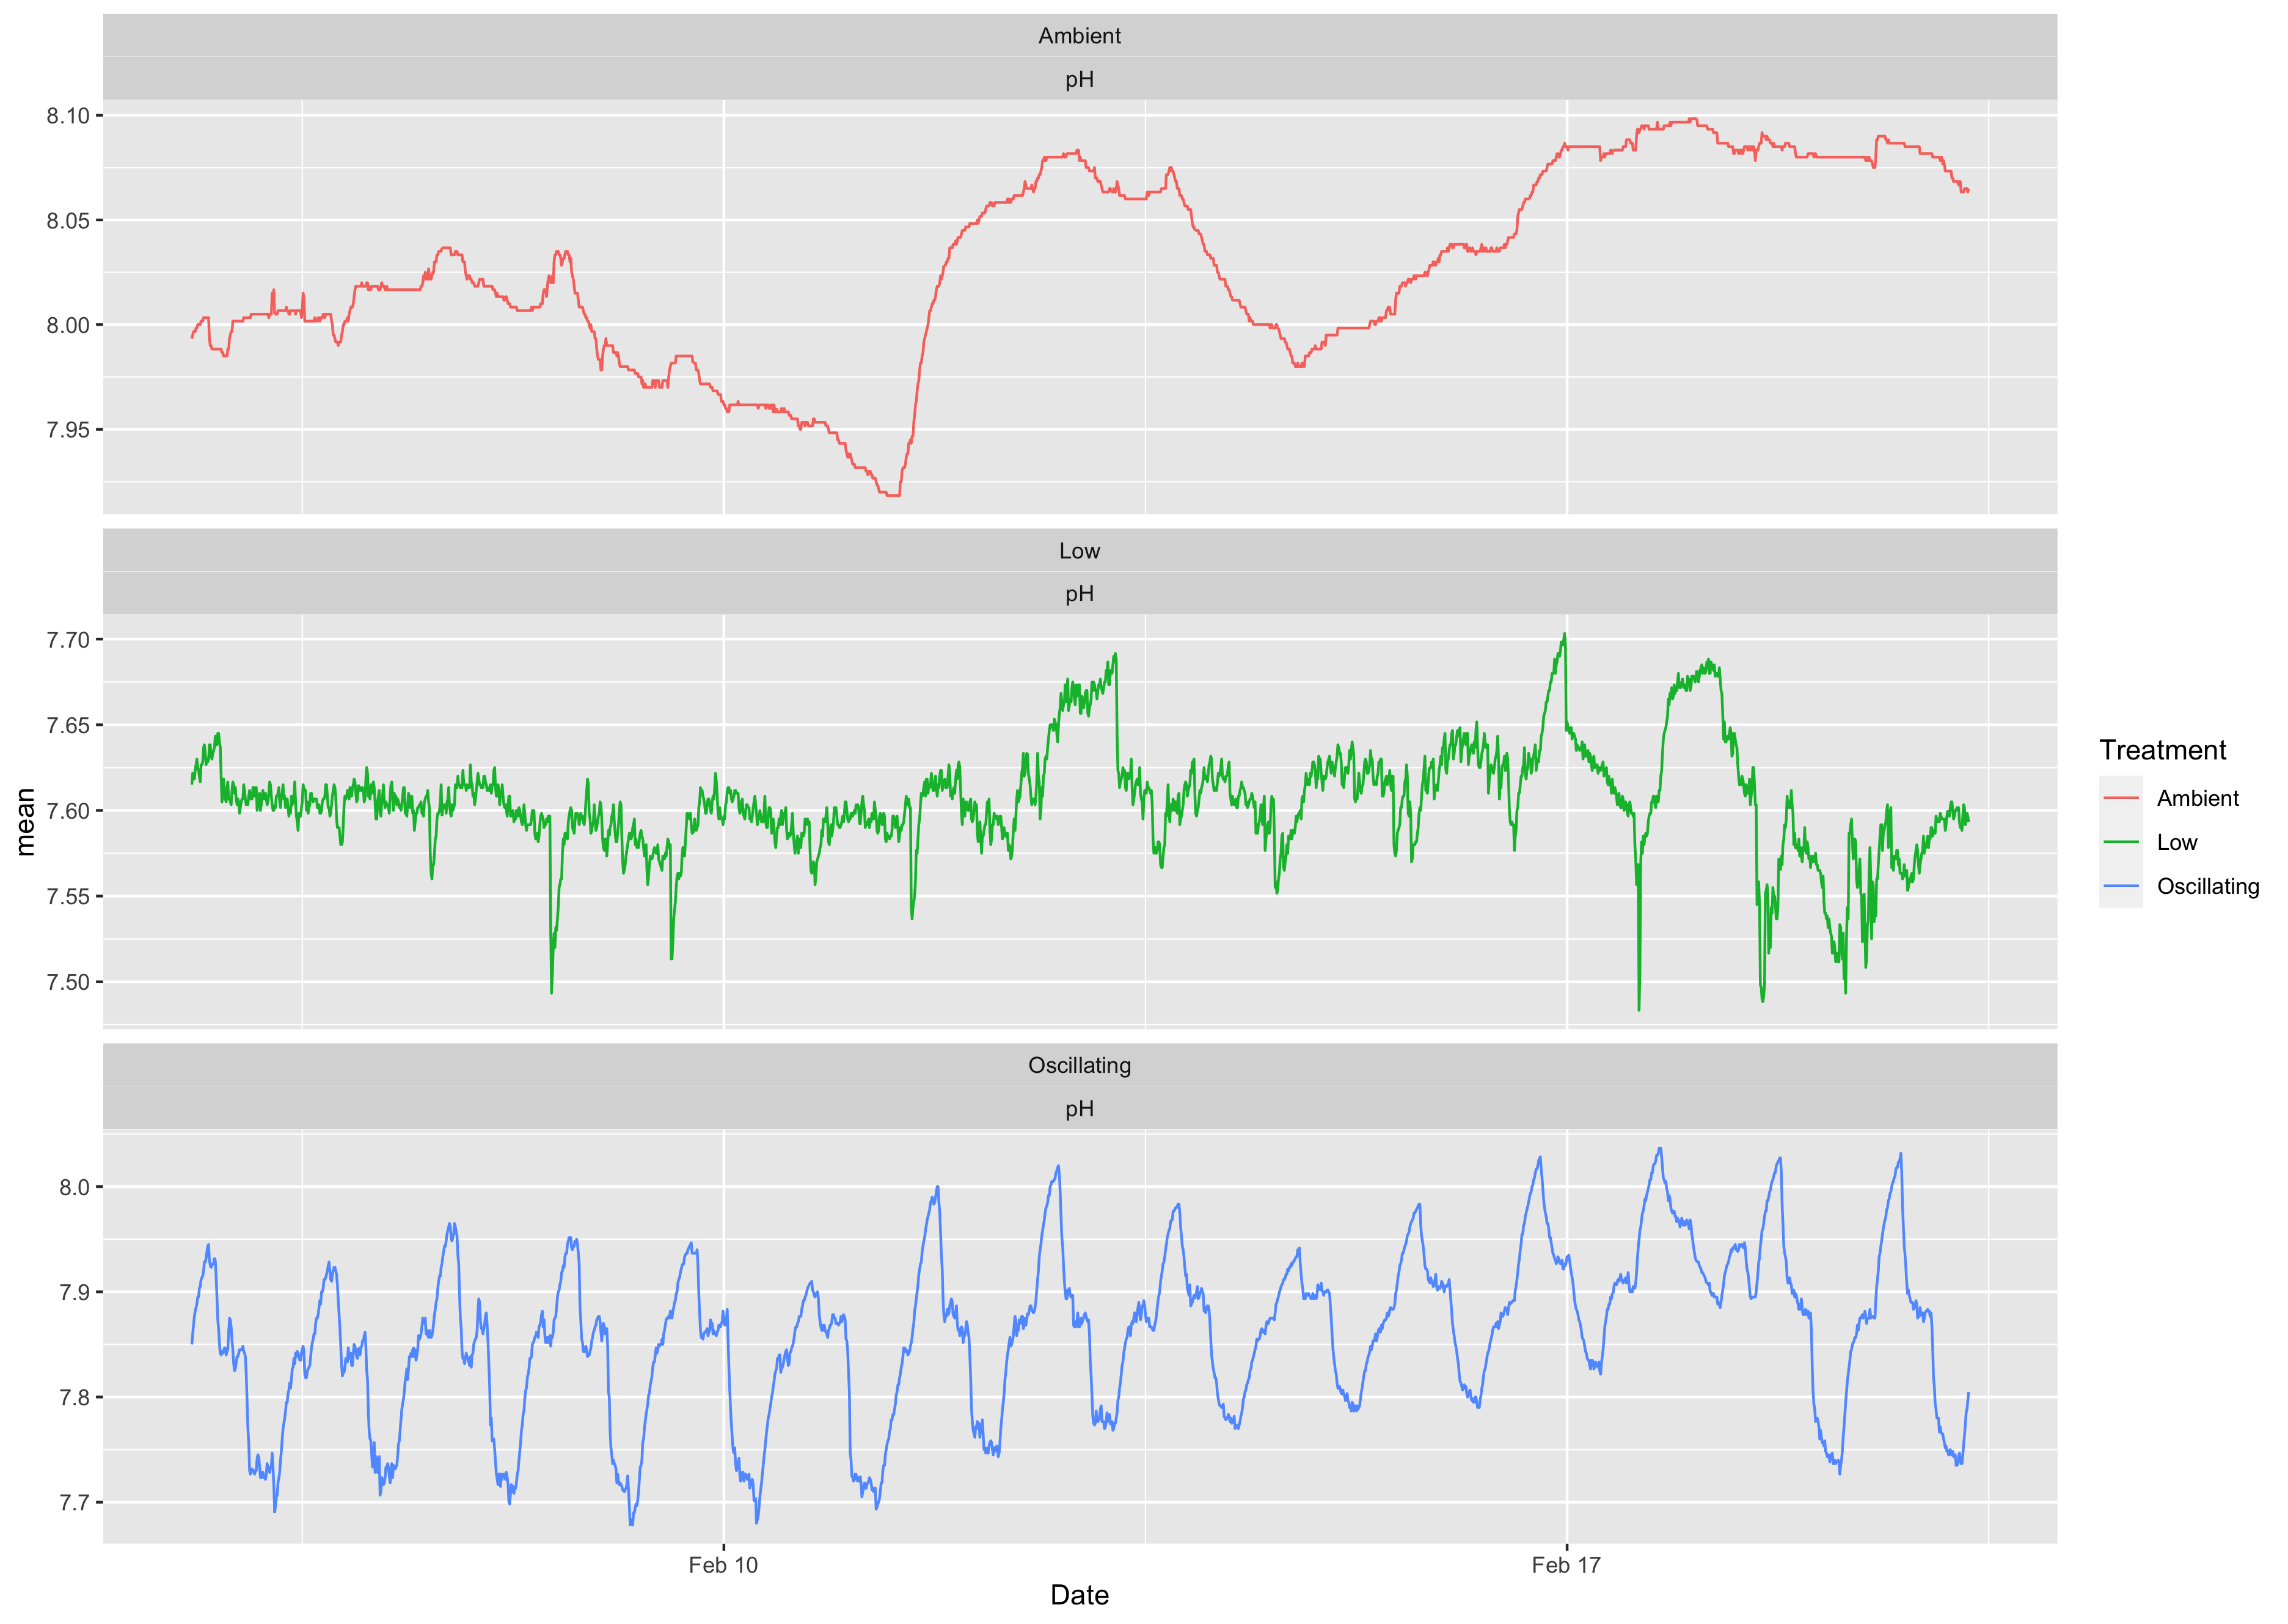 Ambient
pH
8.10
8.05
8.00
7.95
Low
pH
7.70
7.65
7.60
7.55
7.50
Oscillating
pH
8.0
7.9
7.8
7.7
Feb 10
Feb 17
Date
mean
Treatment
Ambient
Low
Oscillating